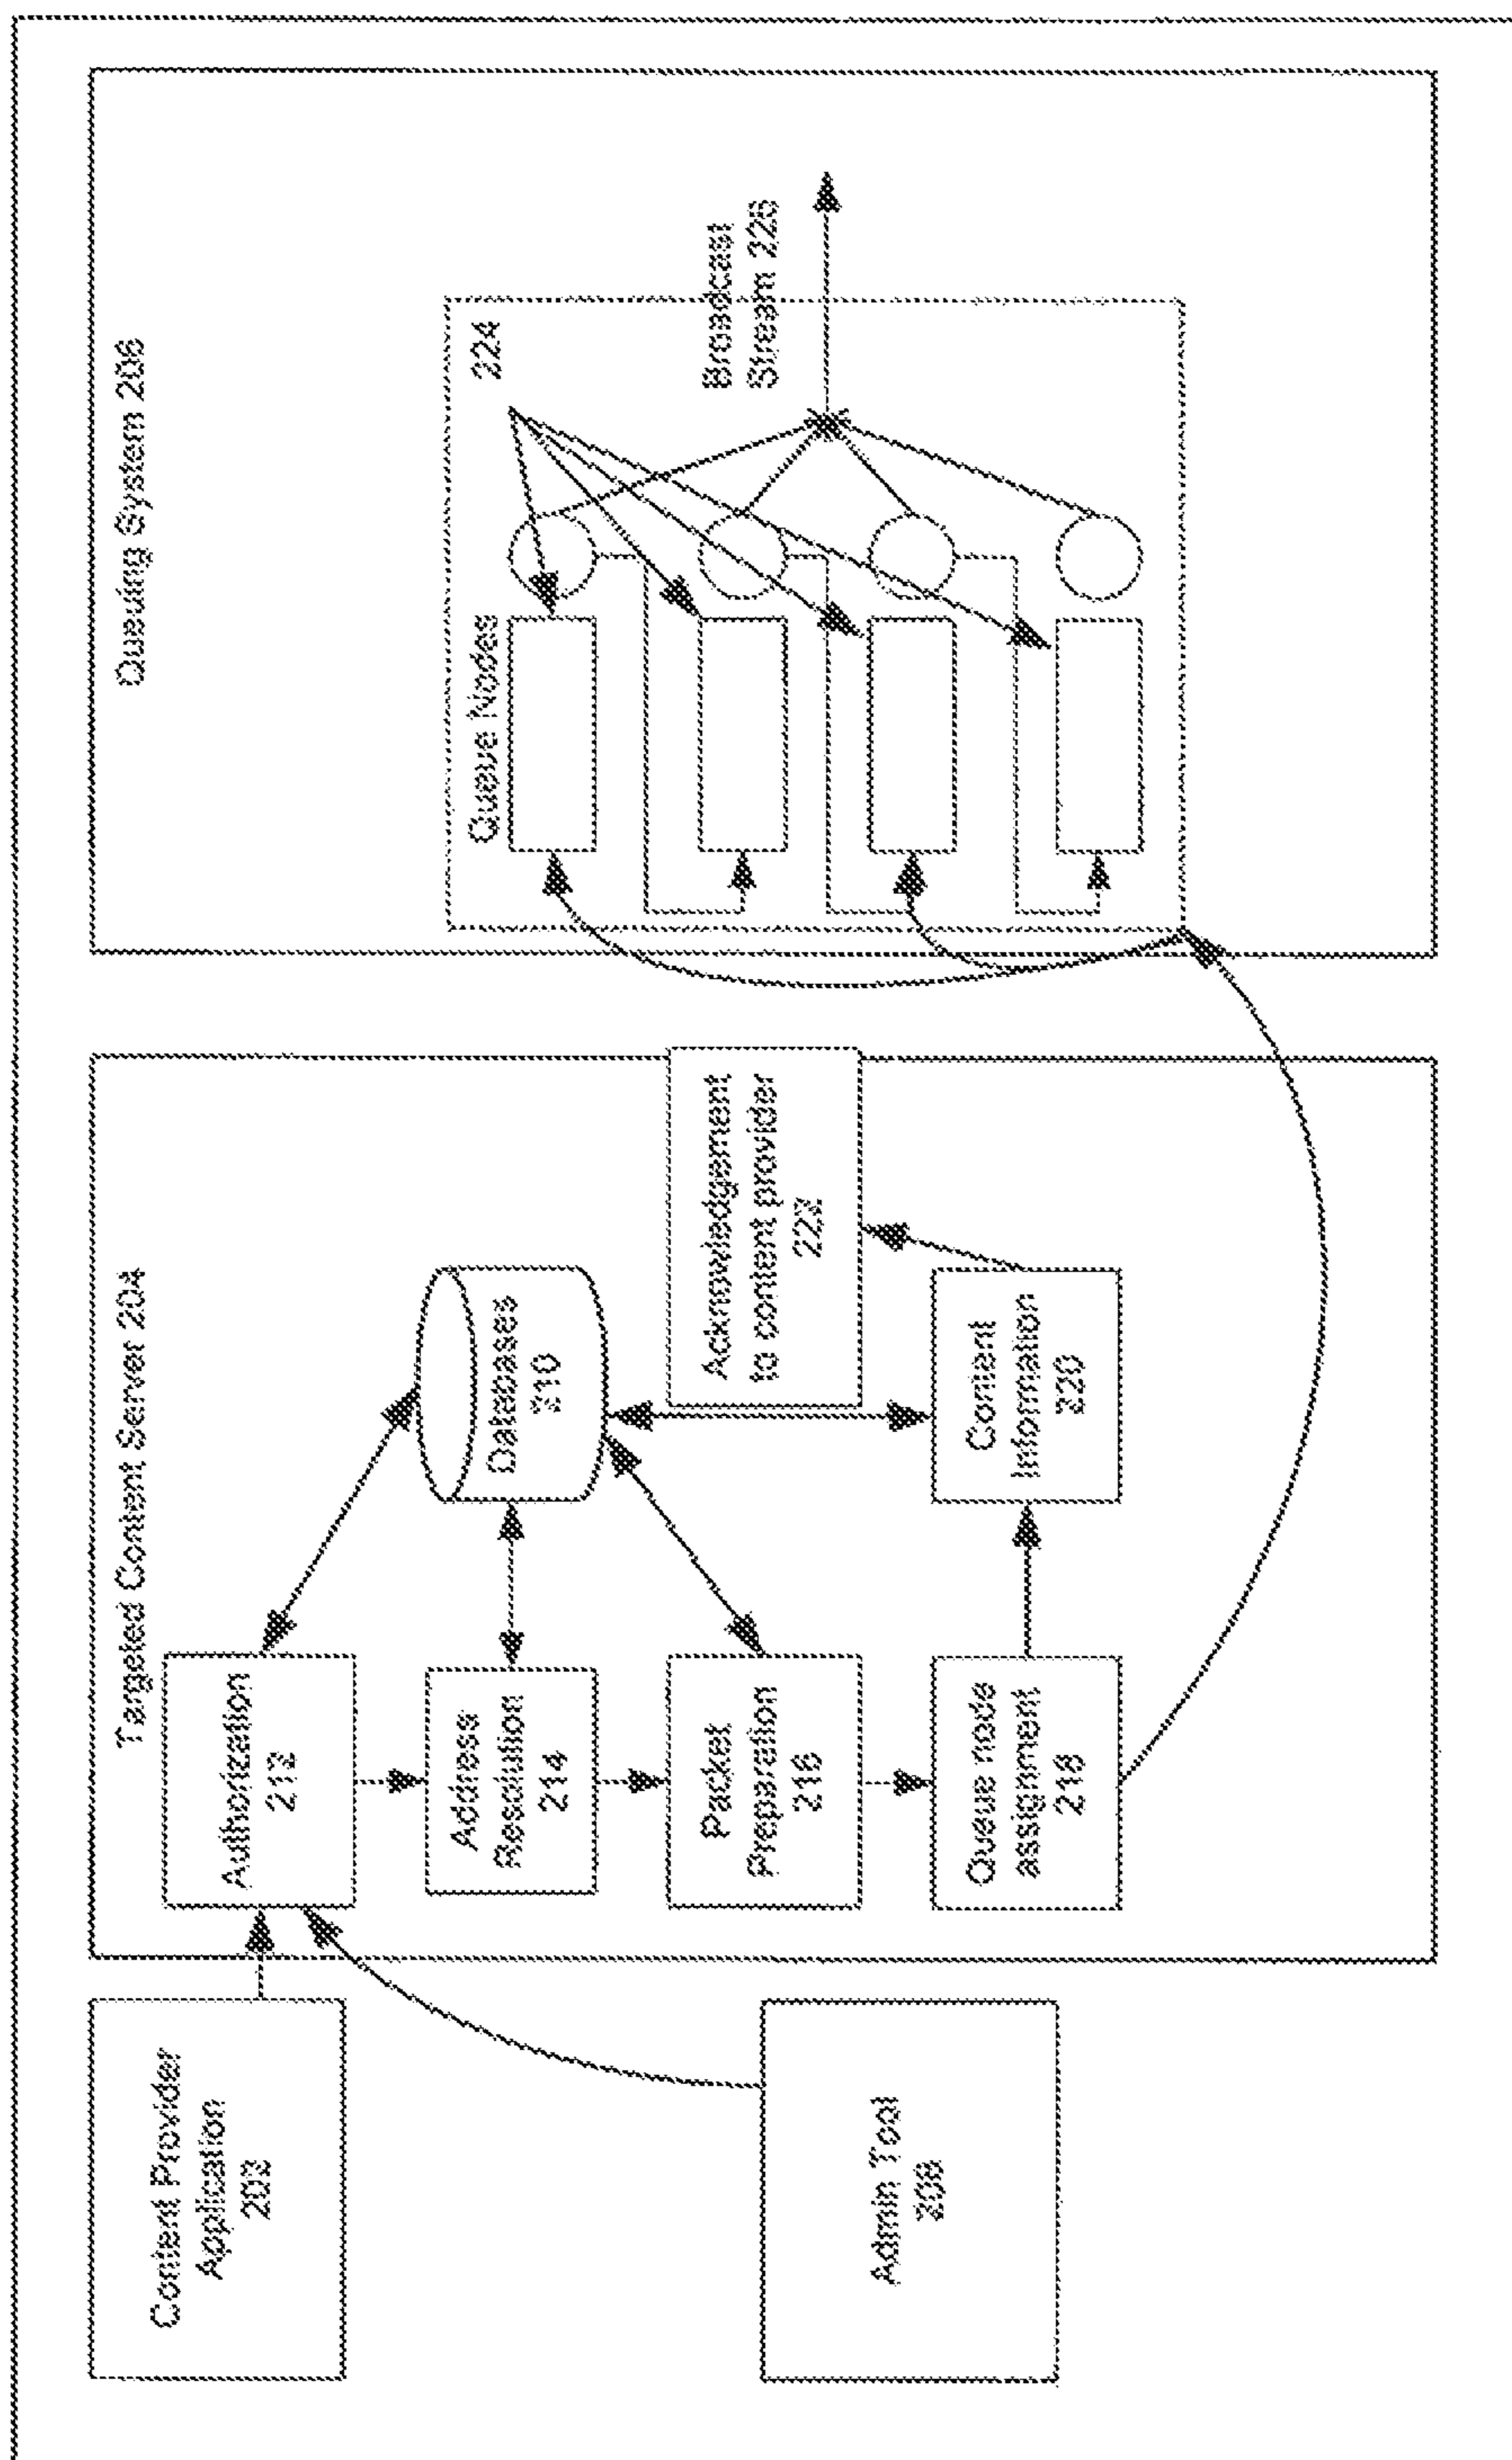 Content Provider
Application
202
Admin Tool
208
Targeted Content Server 204
Authorization
212
Address
Resolution
214
Packet
Preparation
216
Queue node
assignment
218
Databases
210
Content
Information
220
Acknowledgement
to content provider
222
Queuing System 206
Queue Nodes
224
Broadcast
Stream 226